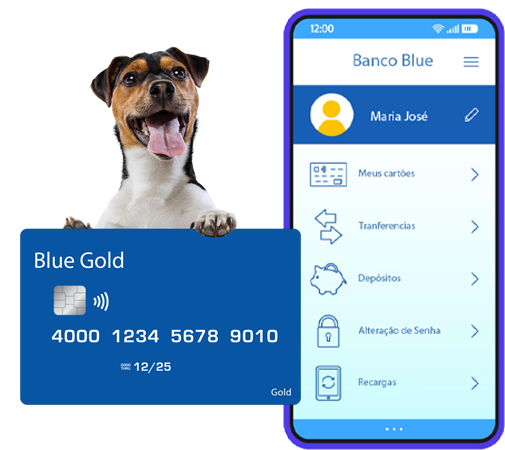 12:00
Banco Blue
Maria José
Meus cartões
Tranferencias
Depósitos
Alteração de Senha
Recargas
Blue Gold
4000 1234 5678 9010
12/25
Gold